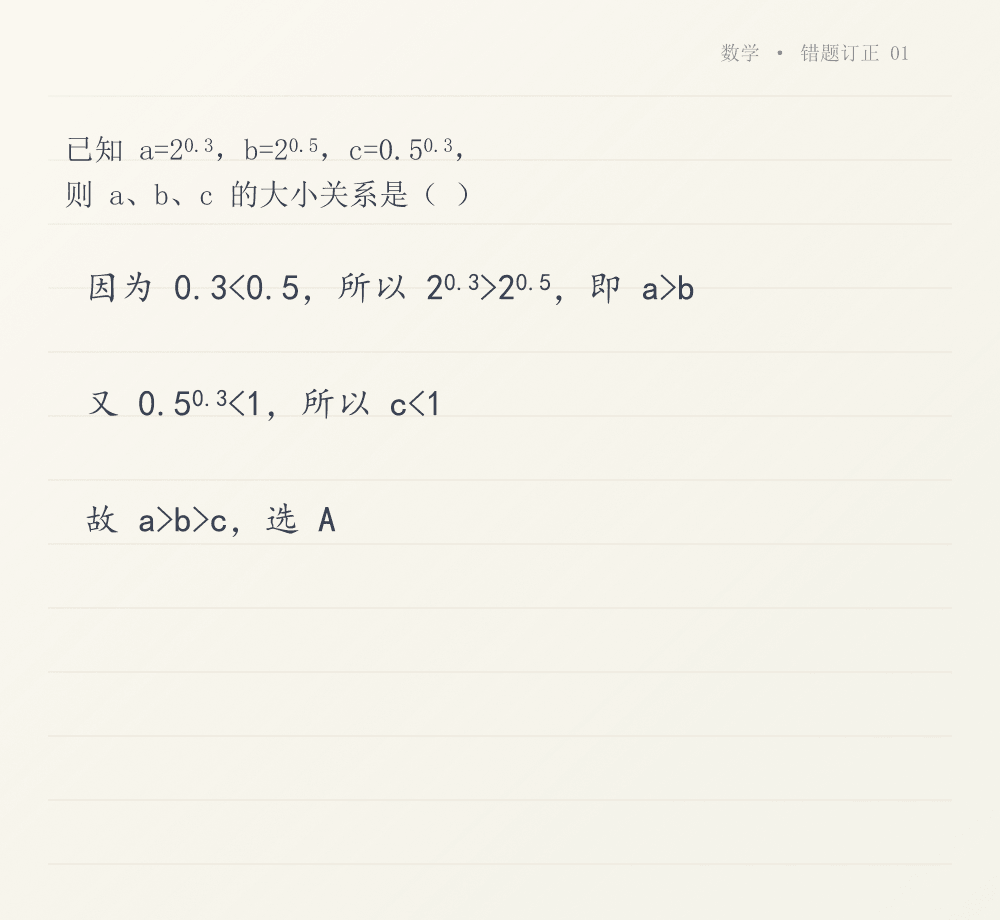 数学 · 错题订正 01
已知 a=2^0.3, b=2^0.5, c=0.5^0.3,
则 a、b、c 的大小关系是（ ）
因为 0.3<0.5, 所以 2^0.3>2^0.5, 即 a>b
又 0.5^0.3<1, 所以 c<1
故 a>b>c, 选 A